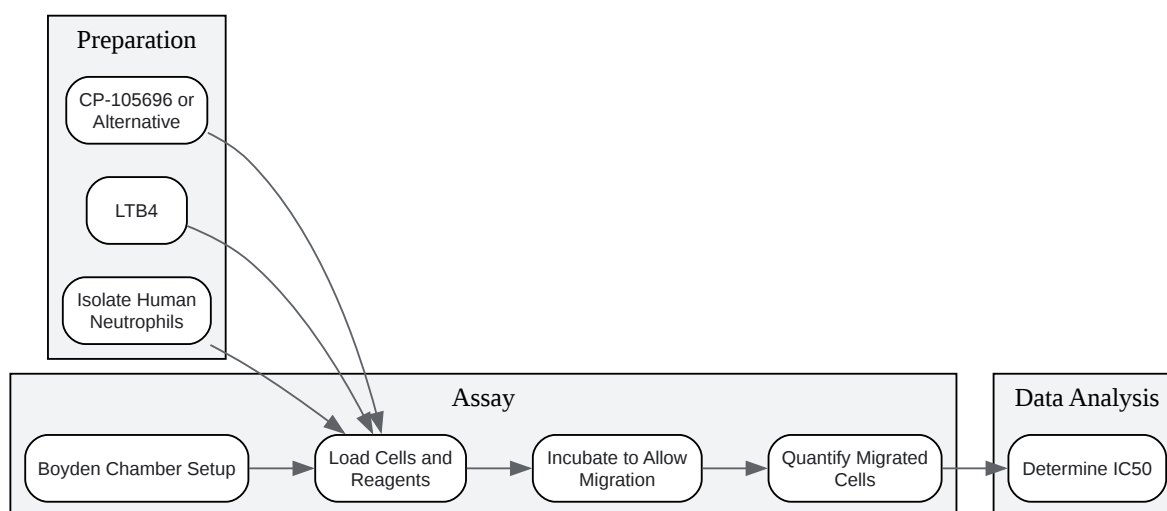 Preparation
CP-105696 or
Alternative
LTB4
Isolate Human
Neutrophils
Assay
Boyden Chamber Setup
Load Cells and
Reagents
Incubate to Allow
Migration
Quantify Migrated
Cells
Data Analysis
Determine IC50